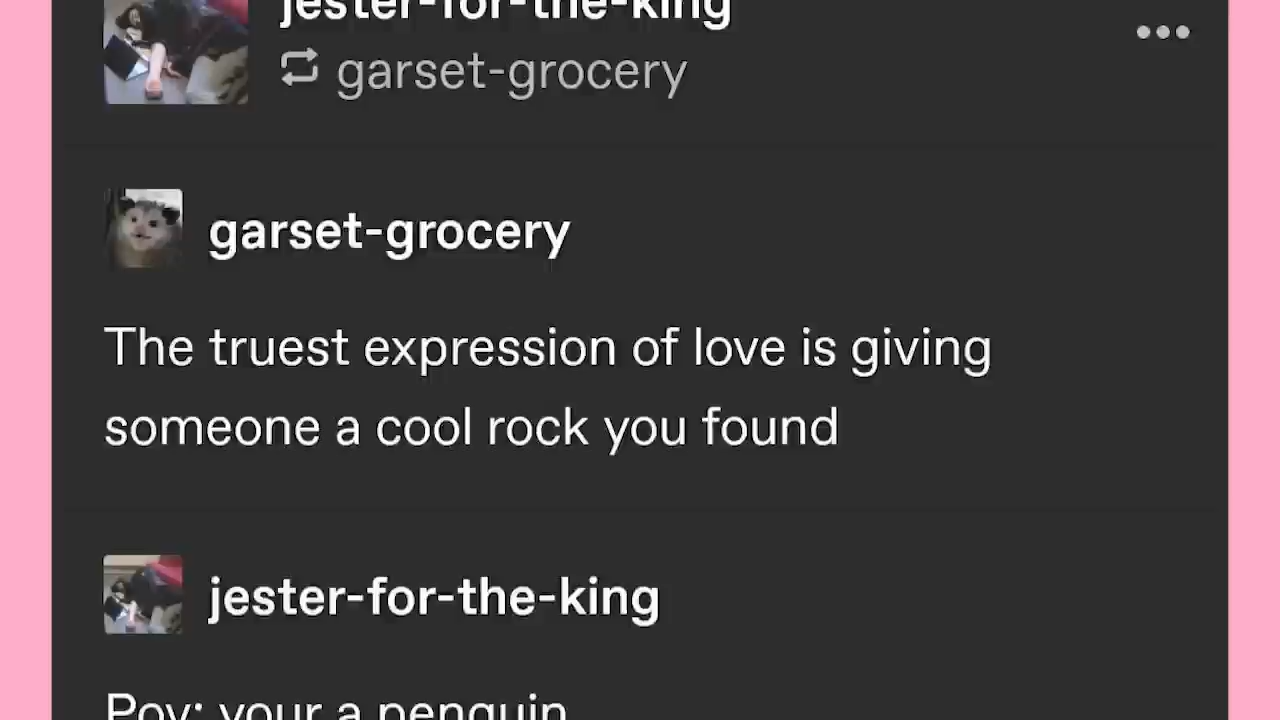 jester-for-the-king
garset-grocery
garset-grocery
The truest expression of love is giving
someone a cool rock you found
jester-for-the-king
Pov: your a penguin